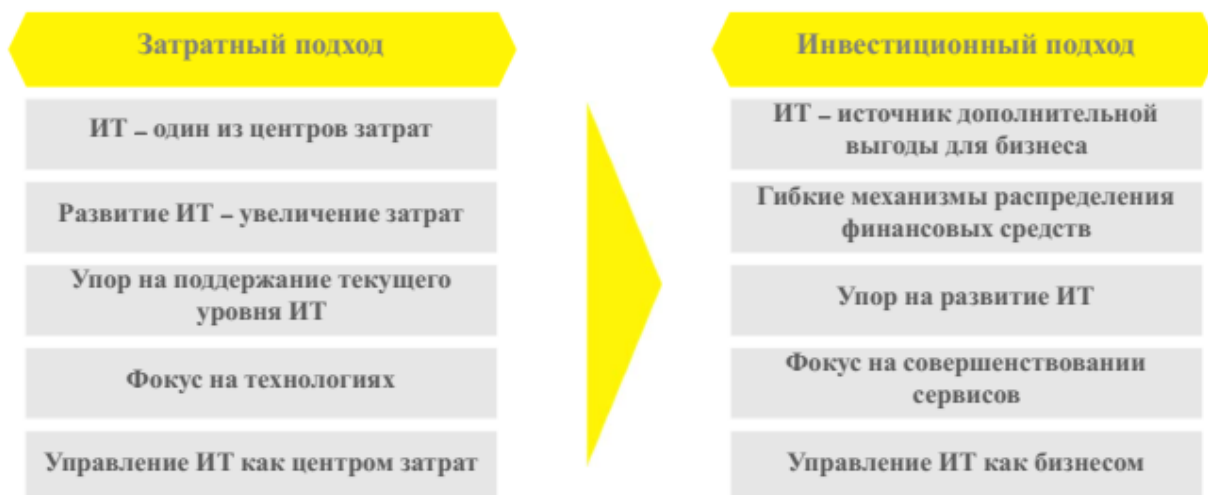 Затратный подход
ИТ – один из центров затрат
Развитие ИТ – увеличение затрат
Упор на поддержание текущего
уровня ИТ
Фокус на технологиях
Управление ИТ как центром затрат
Инвестиционный подход
ИТ – источник дополнительной
выгоды для бизнеса
Гибкие механизмы распределения
финансовых средств
Упор на развитие ИТ
Фокус на совершенствовании
сервисов
Управление ИТ как бизнесом